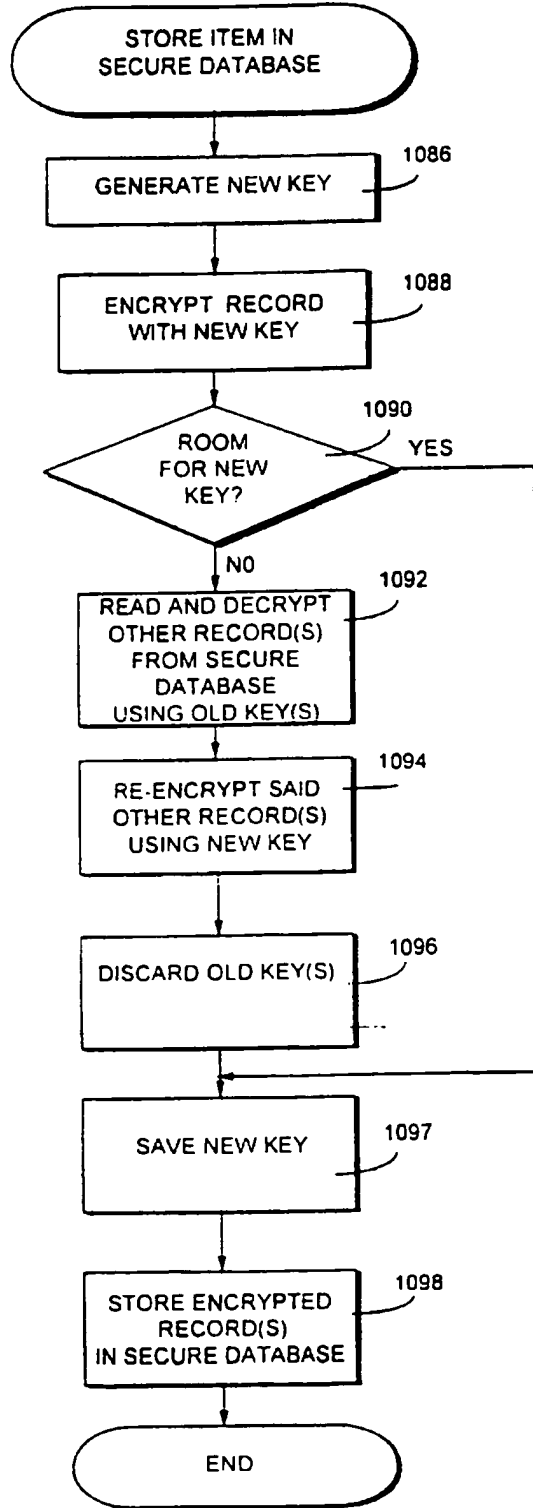 STORE ITEM IN
SECURE DATABASE
1086
GENERATE NEW KEY
1088
ENCRYPT RECORD
WITH NEW KEY
1090
ROOM
FOR NEW
KEY?
YES
NO
1092
READ AND DECRYPT
OTHER RECORD(S)
FROM SECURE
DATABASE
USING OLD KEY(S)
1094
RE-ENCRYPT SAID
OTHER RECORD(S)
USING NEW KEY
1096
DISCARD OLD KEY(S)
1097
SAVE NEW KEY
1098
STORE ENCRYPTED
RECORD(S)
IN SECURE DATABASE
END